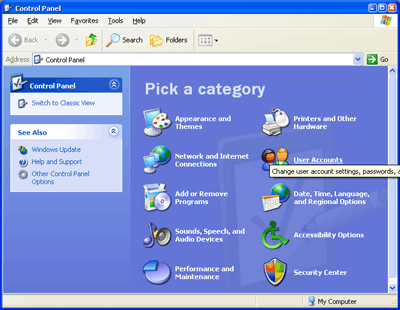 Control Panel
File Edit View Favorites Tools Help
Back Search Folders
Address Control Panel Go
Control Panel
Switch to Classic View
See Also
Windows Update
Help and Support
Other Control Panel
Options
Pick a category
Appearance and
Themes
Printers and Other
Hardware
Network and Internet
Connections
User Accounts
Change user account settings, passwords, a
Add or Remove
Programs
Date, Time, Language,
and Regional Options
Sounds, Speech, and
Audio Devices
Accessibility Options
Performance and
Maintenance
Security Center
My Computer